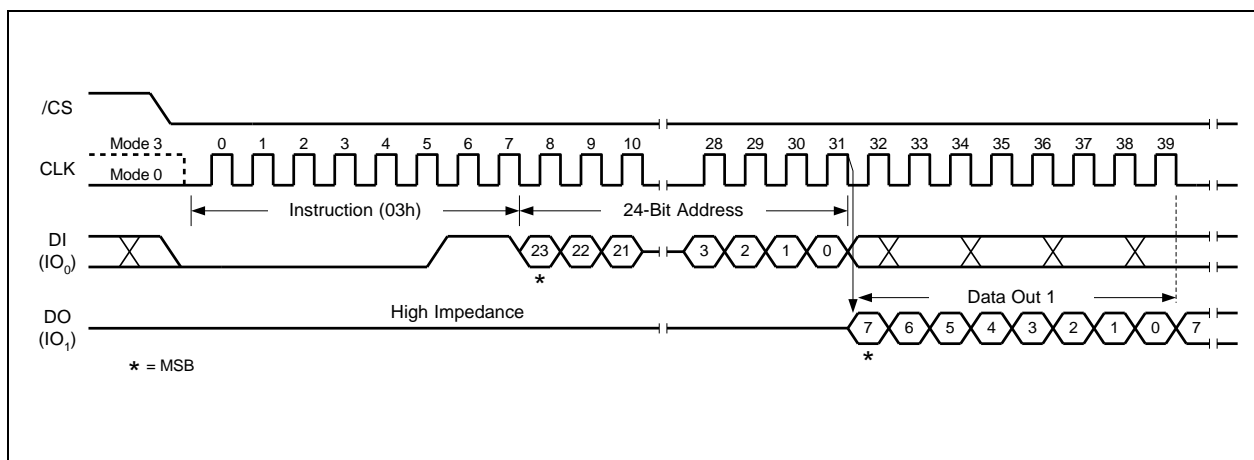 /CS
Mode 3 0 1 2 3 4 5 6 7 8 9 10 28 29 30 31 32 33 34 35 36 37 38 39
CLK
Mode 0
Instruction (03h) 24-Bit Address
DI
(IO0) 23 22 21 3 2 1 0
*
High Impedance Data Out 1
DO
(IO1) 7 6 5 4 3 2 1 0 7
* = MSB *